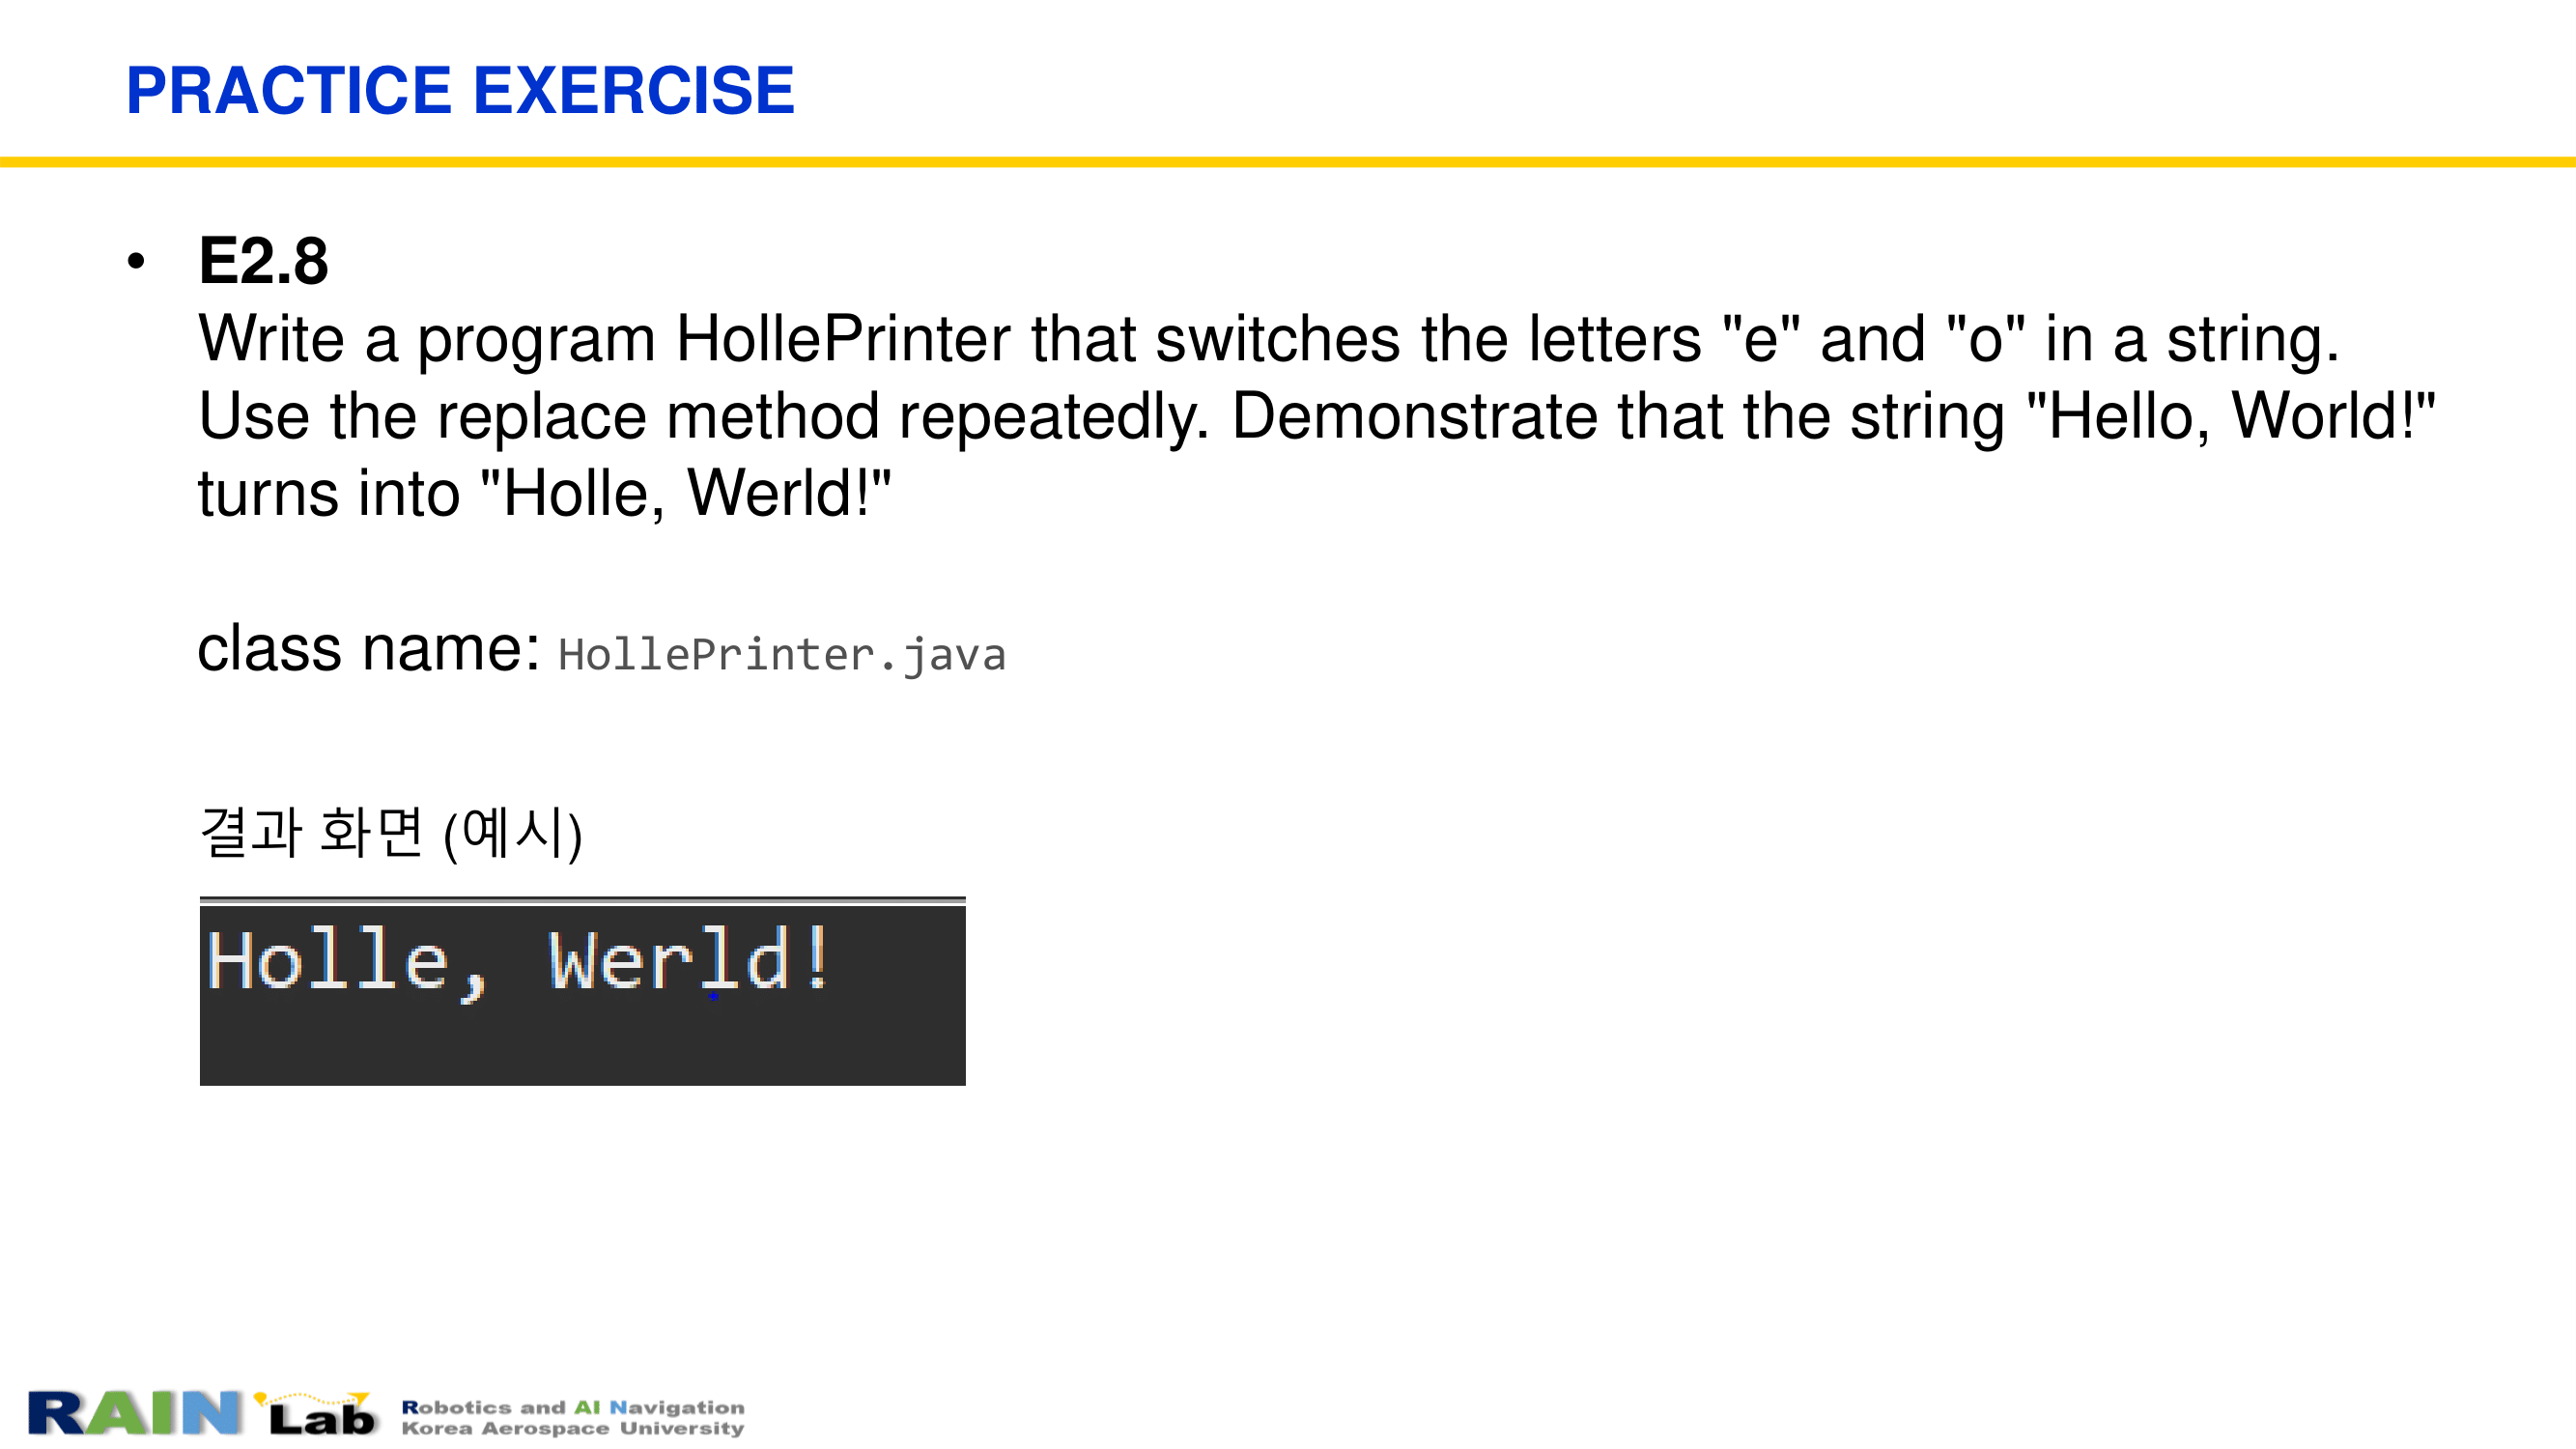 PRACTICE EXERCISE
• E2.8
Write a program HollePrinter that switches the letters "e" and "o" in a string.
Use the replace method repeatedly. Demonstrate that the string "Hello, World!"
turns into "Holle, Werld!"
class name: HollePrinter.java
결과 화면 (예시)
Holle, Werld!
RAIN Lab
Robotics and AI Navigation
Korea Aerospace University